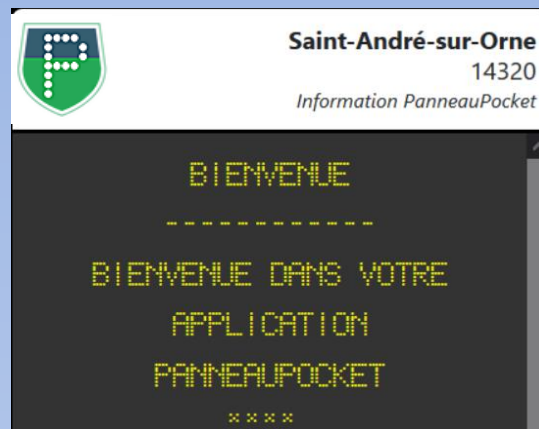 P
Saint-André-sur-Orne
14320
Information PanneauPocket
BIENVENUE
------------
BIENVENUE DANS VOTRE
APPLICATION
PANNEAUPOCKET
××××